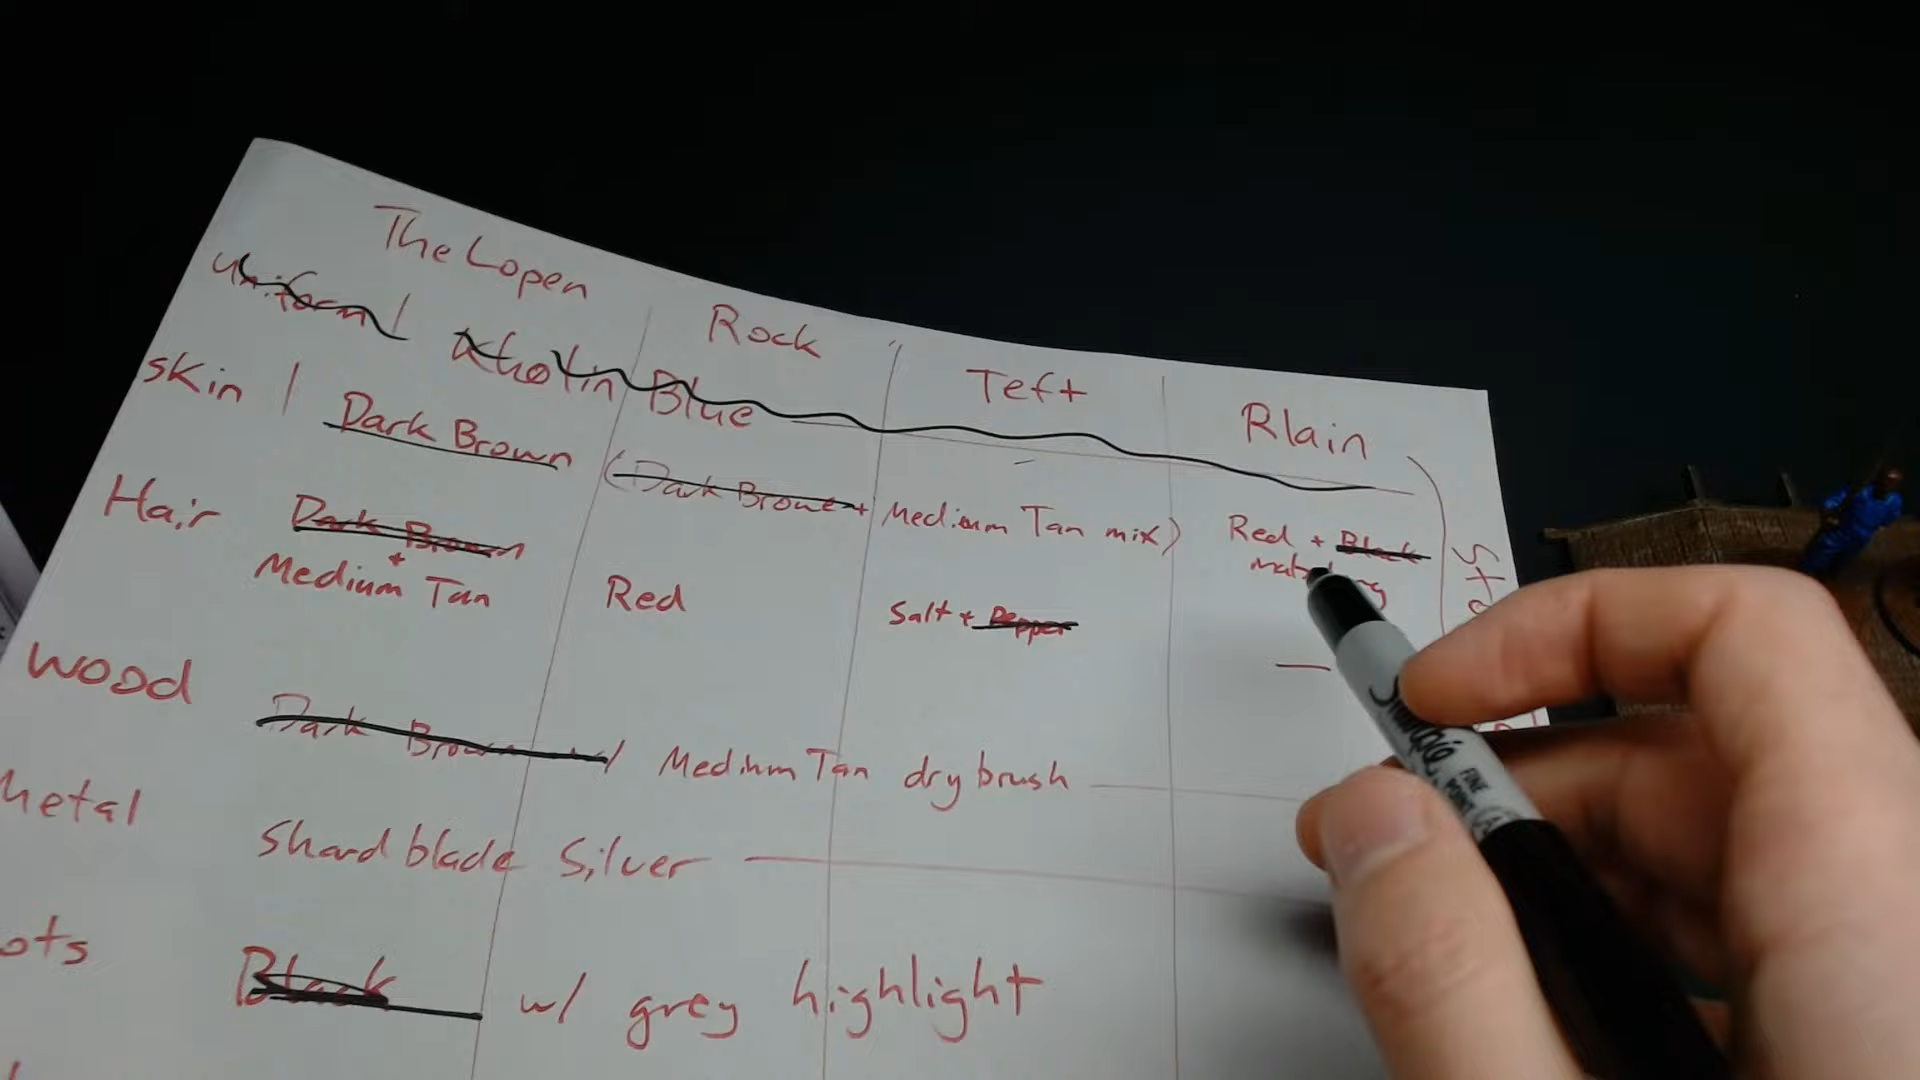 The Lopen
Rock
Teft
Rlain
Uniform | Kholin Blue
Skin | Dark Brown (Dark Brown + Medium Tan mix) Red + Black
Hair Dark Brown + Medium Tan Red Salt + Pepper —
Wood Dark Brown w/ Medium Tan dry brush
Metal Shardblade Silver
ots Black w/ grey highlight
Sharpie
FINE